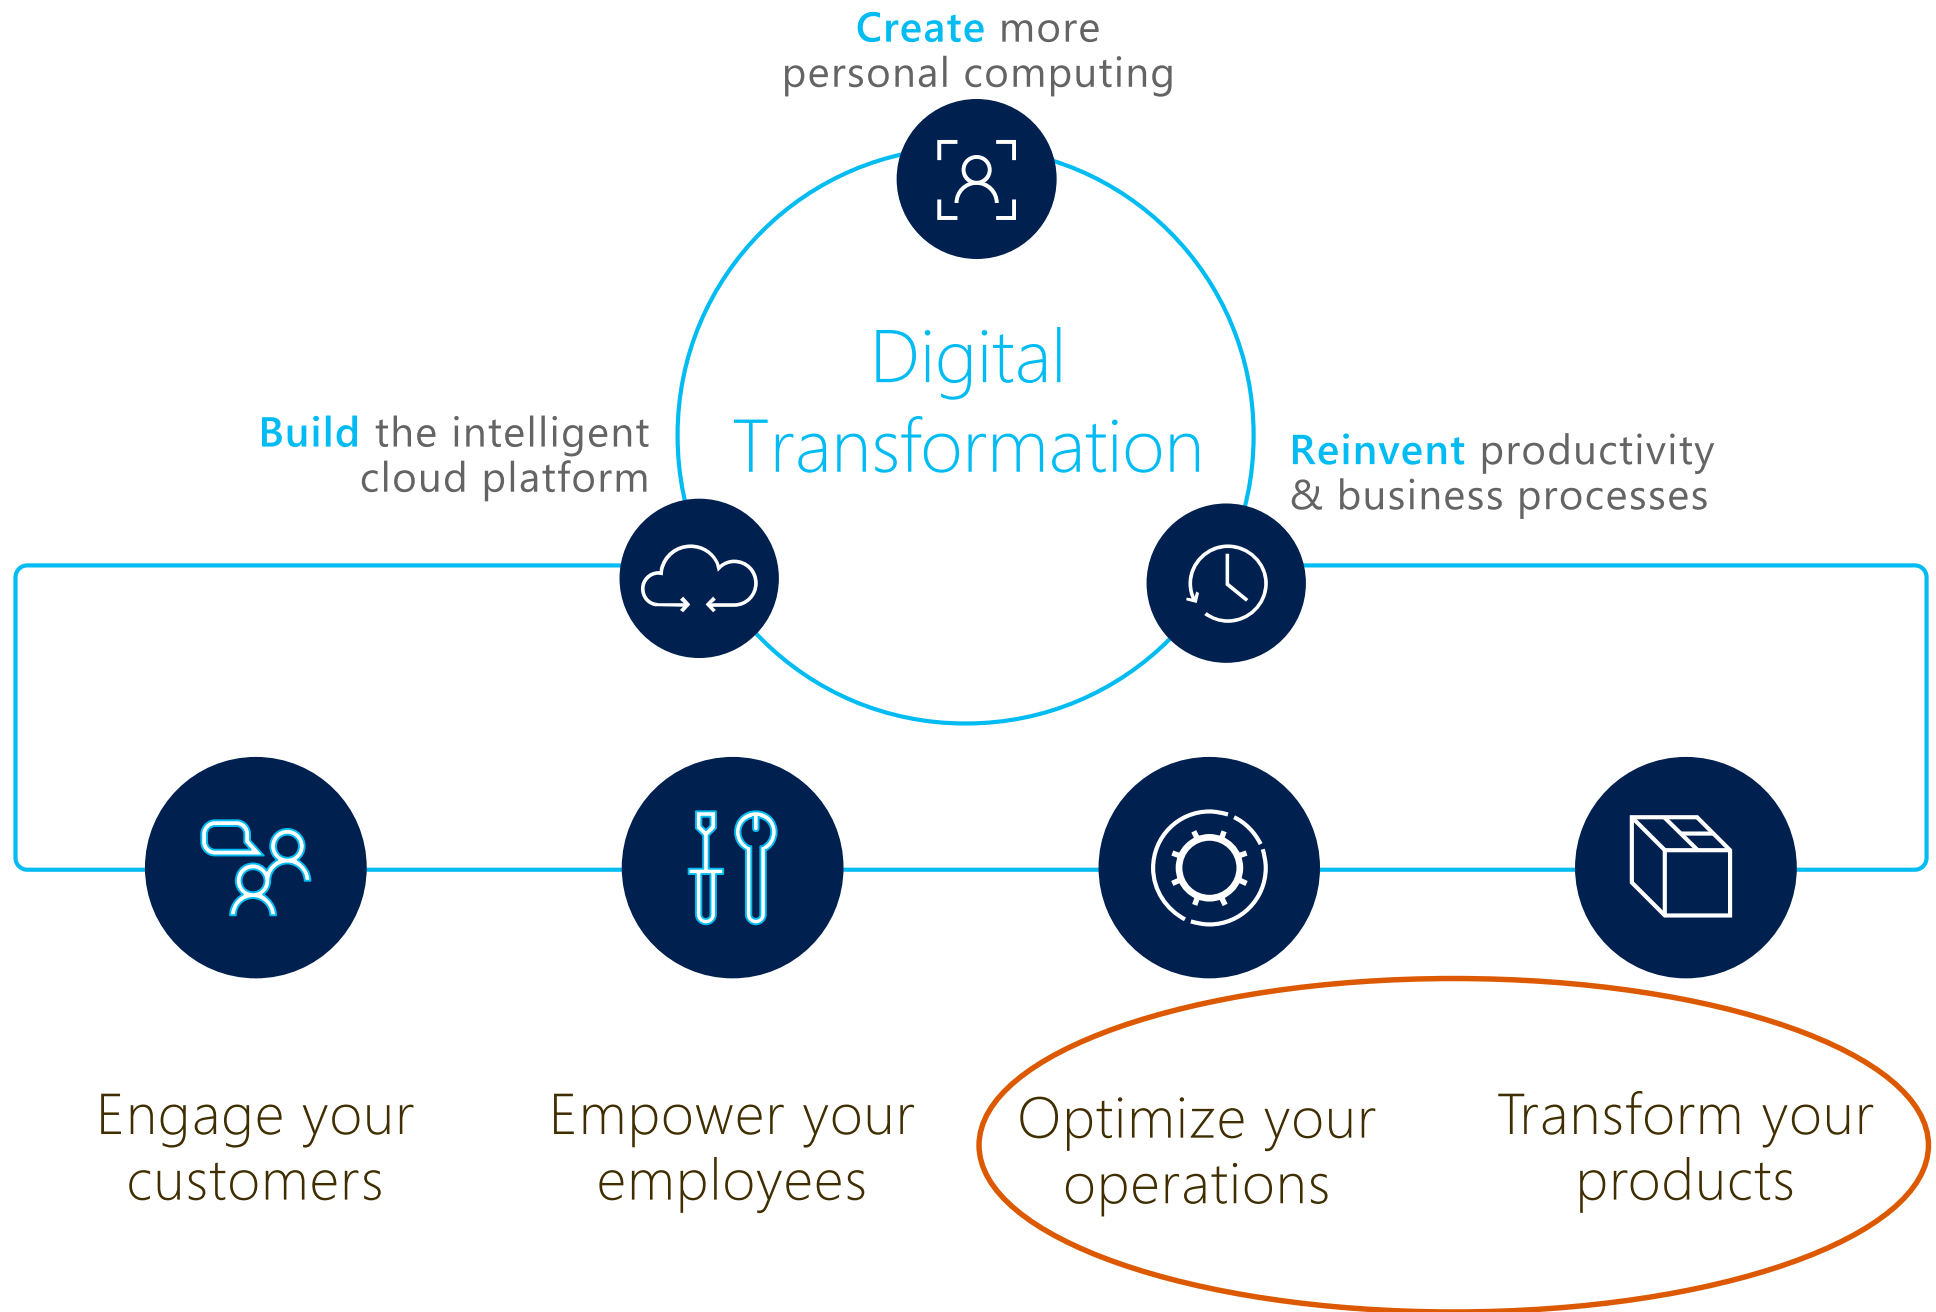 Create more
personal computing
Digital
Transformation
Build the intelligent
cloud platform
Reinvent productivity
& business processes
Engage your
customers
Empower your
employees
Optimize your
operations
Transform your
products